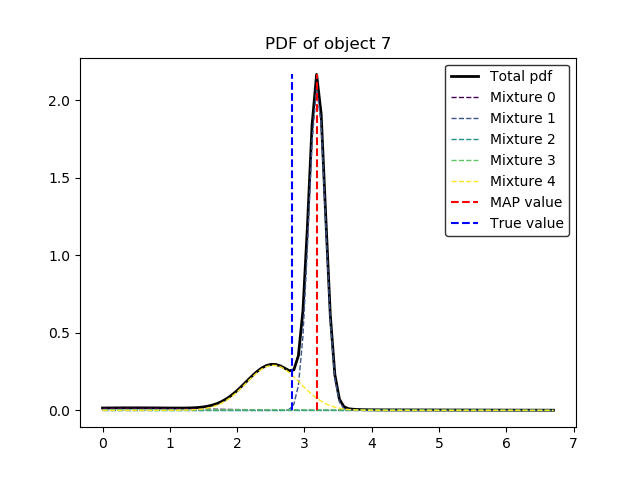 PDF of object 7
Total pdf
Mixture 0
Mixture 1
Mixture 2
Mixture 3
Mixture 4
MAP value
True value
2.0
1.5
1.0
0.5
0.0
0 1 2 3 4 5 6 7